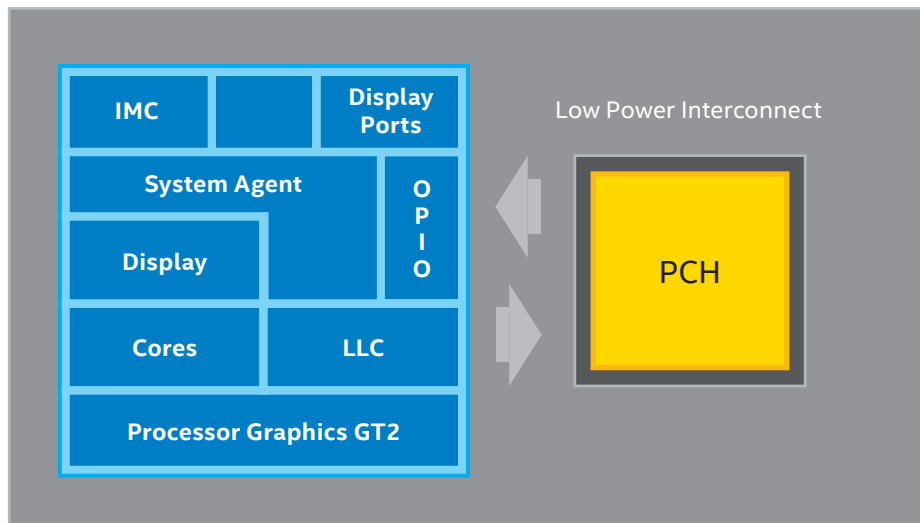 IMC
Display
Ports
Low Power Interconnect
System Agent
O
P
I
O
Display
PCH
Cores
LLC
Processor Graphics GT2